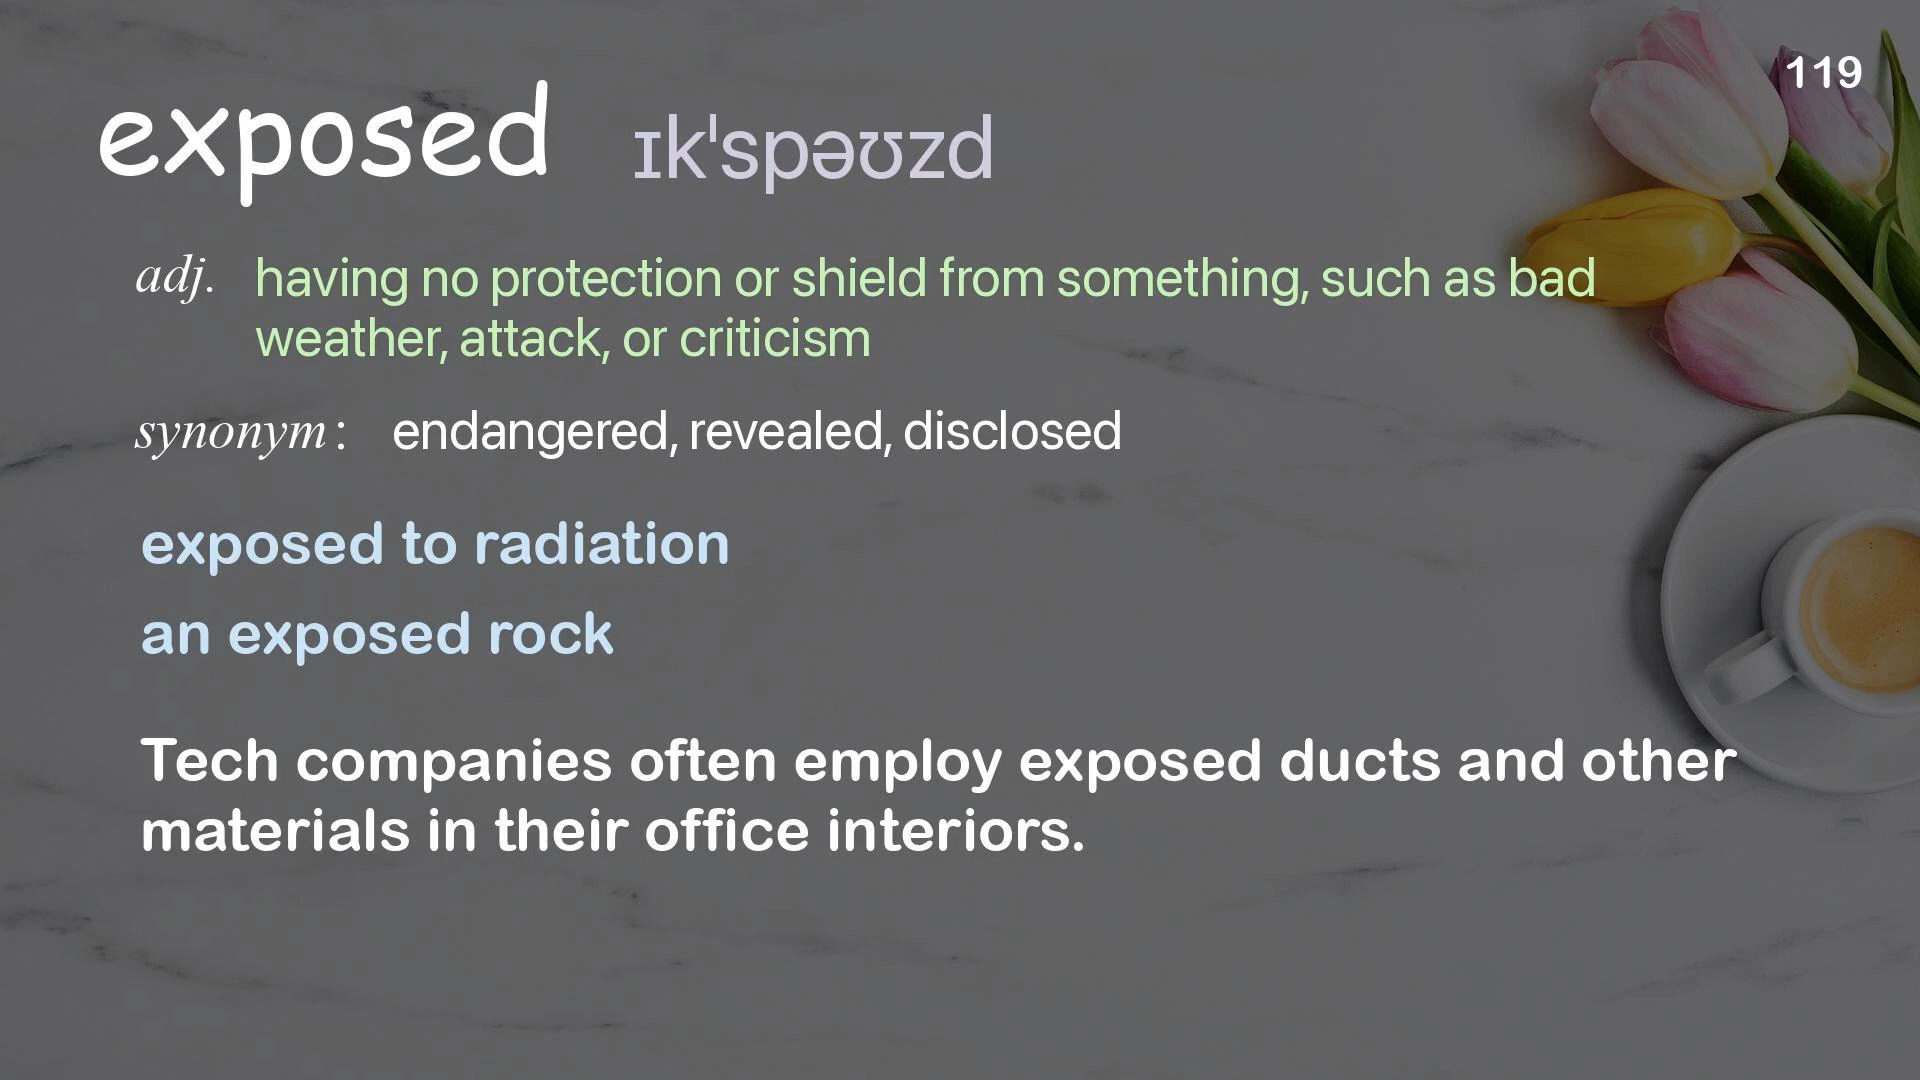 119
exposed ɪkˈspəʊzd
adj. having no protection or shield from something, such as bad
weather, attack, or criticism
synonym: endangered, revealed, disclosed
exposed to radiation
an exposed rock
Tech companies often employ exposed ducts and other
materials in their office interiors.